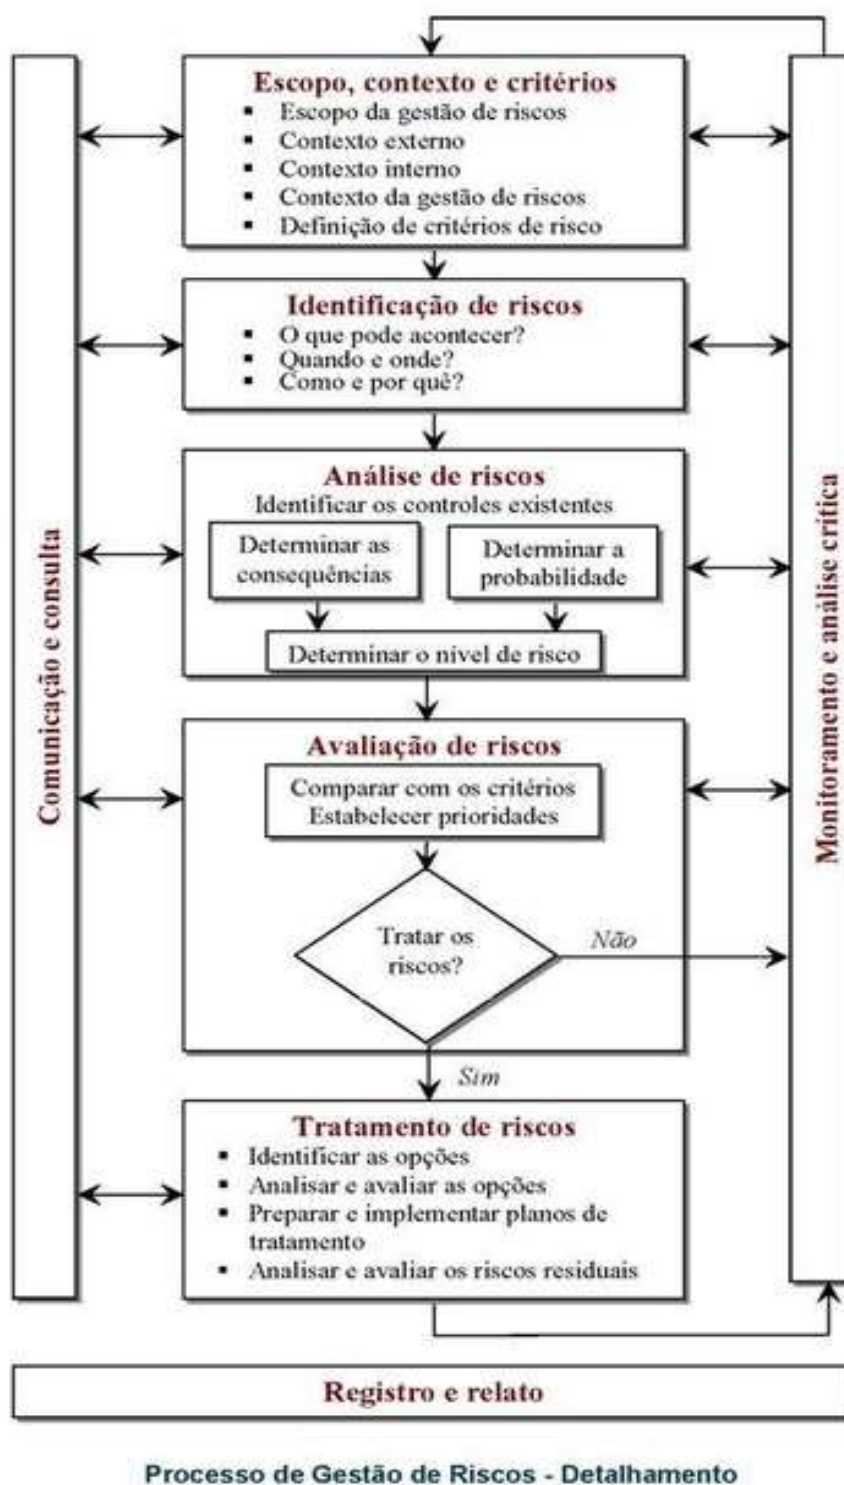 Escopo, contexto e critérios
▪ Escopo da gestão de riscos
▪ Contexto externo
▪ Contexto interno
▪ Contexto da gestão de riscos
▪ Definição de critérios de risco
Identificação de riscos
▪ O que pode acontecer?
▪ Quando e onde?
▪ Como e por quê?
Análise de riscos
Identificar os controles existentes
Determinar as
consequências
Determinar a
probabilidade
Determinar o nível de risco
Avaliação de riscos
Comparar com os critérios
Estabelecer prioridades
Tratar os
riscos?
Não
Sim
Tratamento de riscos
▪ Identificar as opções
▪ Analisar e avaliar as opções
▪ Preparar e implementar planos de
tratamento
▪ Analisar e avaliar os riscos residuais
Comunicação e consulta
Monitoramento e análise crítica
Registro e relato
Processo de Gestão de Riscos - Detalhamento